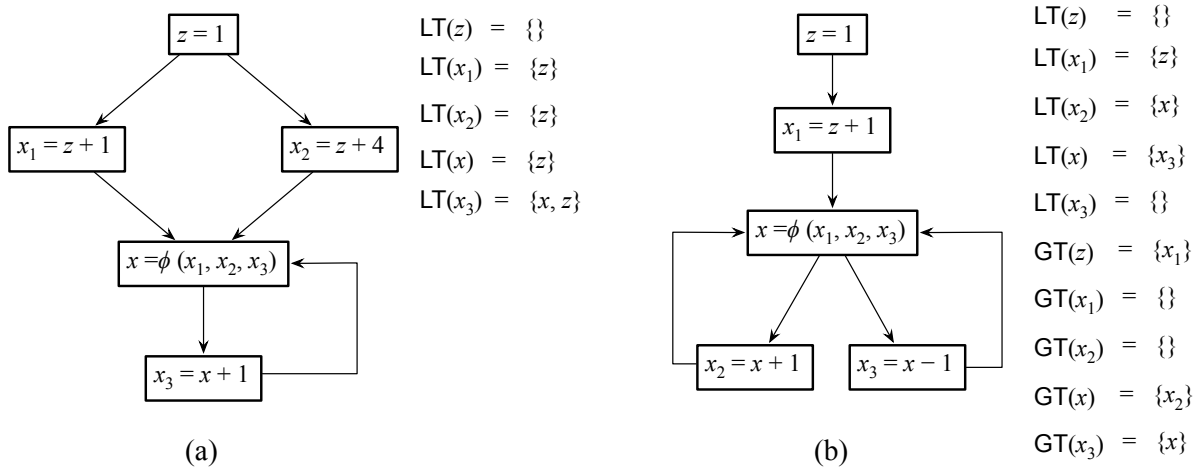 z = 1
x₁ = z + 1
x₂ = z + 4
x =ϕ (x₁, x₂, x₃)
x₃ = x + 1
(a)
LT(z) = {}
LT(x₁) = {z}
LT(x₂) = {z}
LT(x) = {z}
LT(x₃) = {x, z}
z = 1
x₁ = z + 1
x =ϕ (x₁, x₂, x₃)
x₂ = x + 1
x₃ = x − 1
(b)
LT(z) = {}
LT(x₁) = {z}
LT(x₂) = {x}
LT(x) = {x₃}
LT(x₃) = {}
GT(z) = {x₁}
GT(x₁) = {}
GT(x₂) = {}
GT(x) = {x₂}
GT(x₃) = {x}